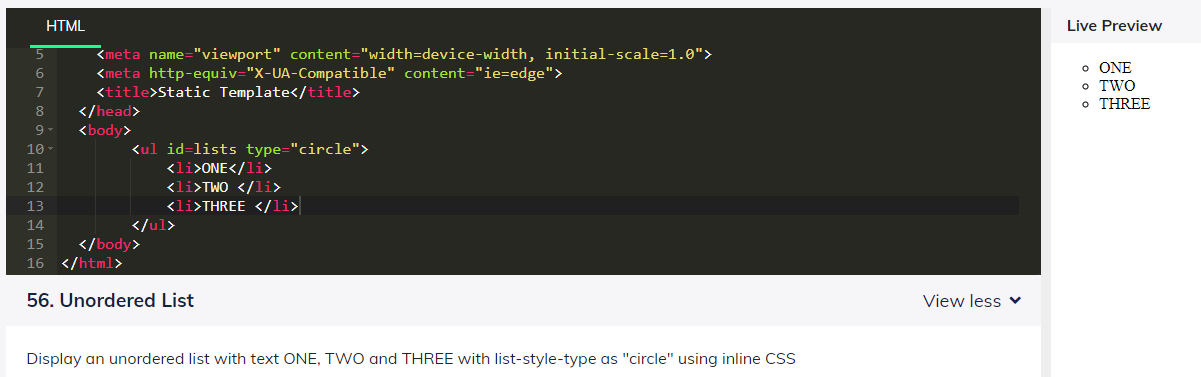 HTML
Live Preview
5 <meta name="viewport" content="width=device-width, initial-scale=1.0">
6 <meta http-equiv="X-UA-Compatible" content="ie=edge">
7 <title>Static Template</title>
8 </head>
9 <body>
10 <ul id=lists type="circle">
11 <li>ONE</li>
12 <li>TWO </li>
13 <li>THREE </li>
14 </ul>
15 </body>
16 </html>
ONE
TWO
THREE
56. Unordered List
View less
Display an unordered list with text ONE, TWO and THREE with list-style-type as "circle" using inline CSS